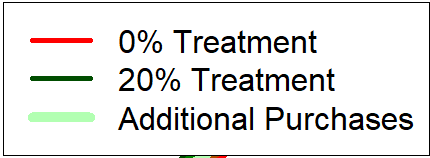 0% Treatment
20% Treatment
Additional Purchases